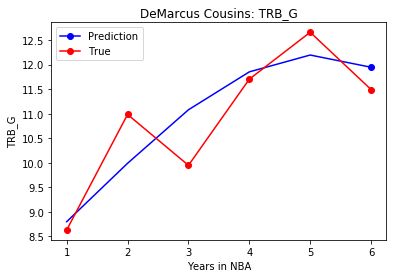 DeMarcus Cousins: TRB_G
Prediction
True
TRB_G
12.5
12.0
11.5
11.0
10.5
10.0
9.5
9.0
8.5
1 2 3 4 5 6
Years in NBA